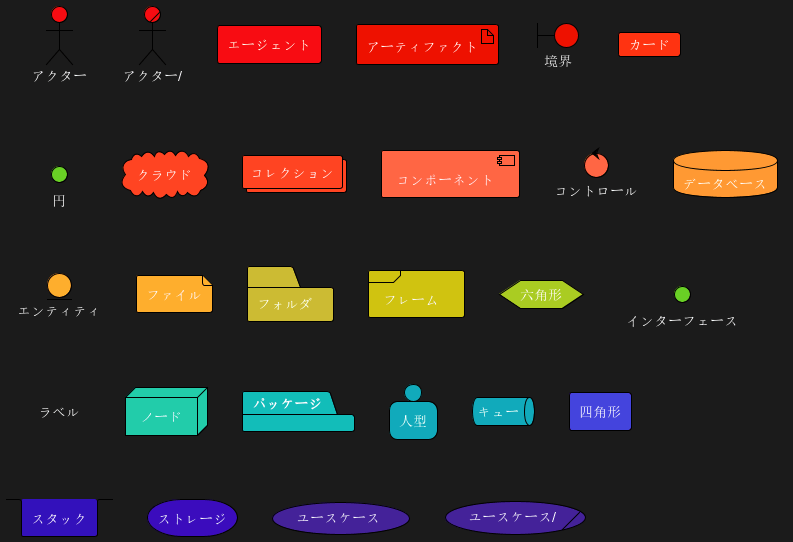 アクター
アクター/
エージェント
アーティファクト
境界
カード
円
クラウド
コレクション
コンポーネント
コントロール
データベース
エンティティ
ファイル
フォルダ
フレーム
六角形
インターフェース
ラベル
ノード
パッケージ
人型
キュー
四角形
スタック
ストレージ
ユースケース
ユースケース/